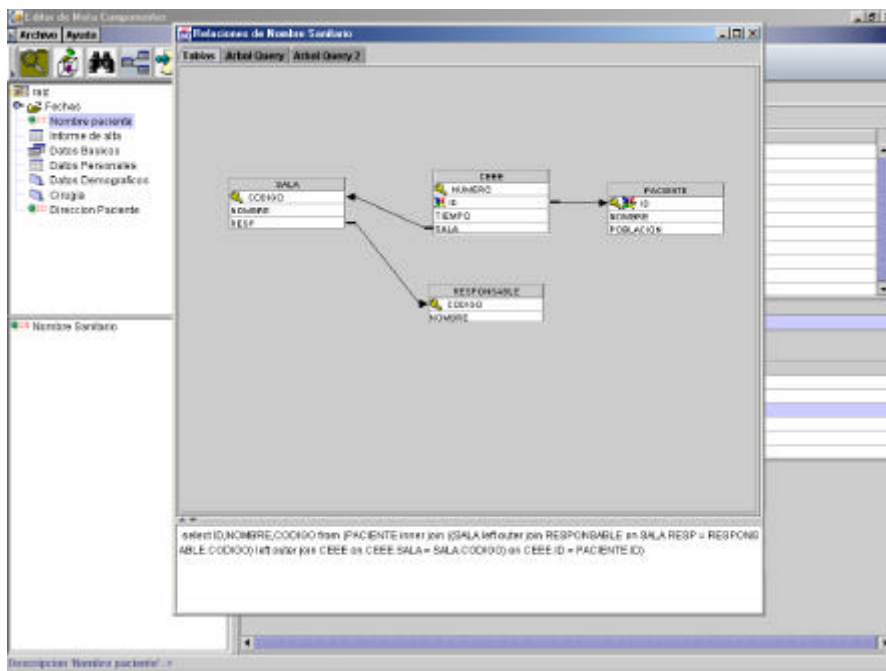 Editor de Meta Componentes
Archivo Ayuda
Relaciones de Nombre Sanitario
Tablas Arbol Query Arbol Query 2
raiz
Fechas
Nombre paciente
Informe de alta
Datos Basicos
Datos Personales
Datos Demograficos
Cirugia
Direccion Paciente
SALA
CODIGO
NOMBRE
RESP
CEEE
NUMERO
ID
TIEMPO
SALA
PACIENTE
ID
NOMBRE
POBLACION
RESPONSABLE
CODIGO
NOMBRE
Nombre Sanitario
select ID,NOMBRE,CODIGO from (PACIENTE inner join ((SALA left outer join RESPONSABLE on SALA.RESP = RESPONS
ABLE.CODIGO) left outer join CEEE on CEEE.SALA = SALA.CODIGO) on CEEE.ID = PACIENTE.ID)
Descripcion 'Nombre paciente'->